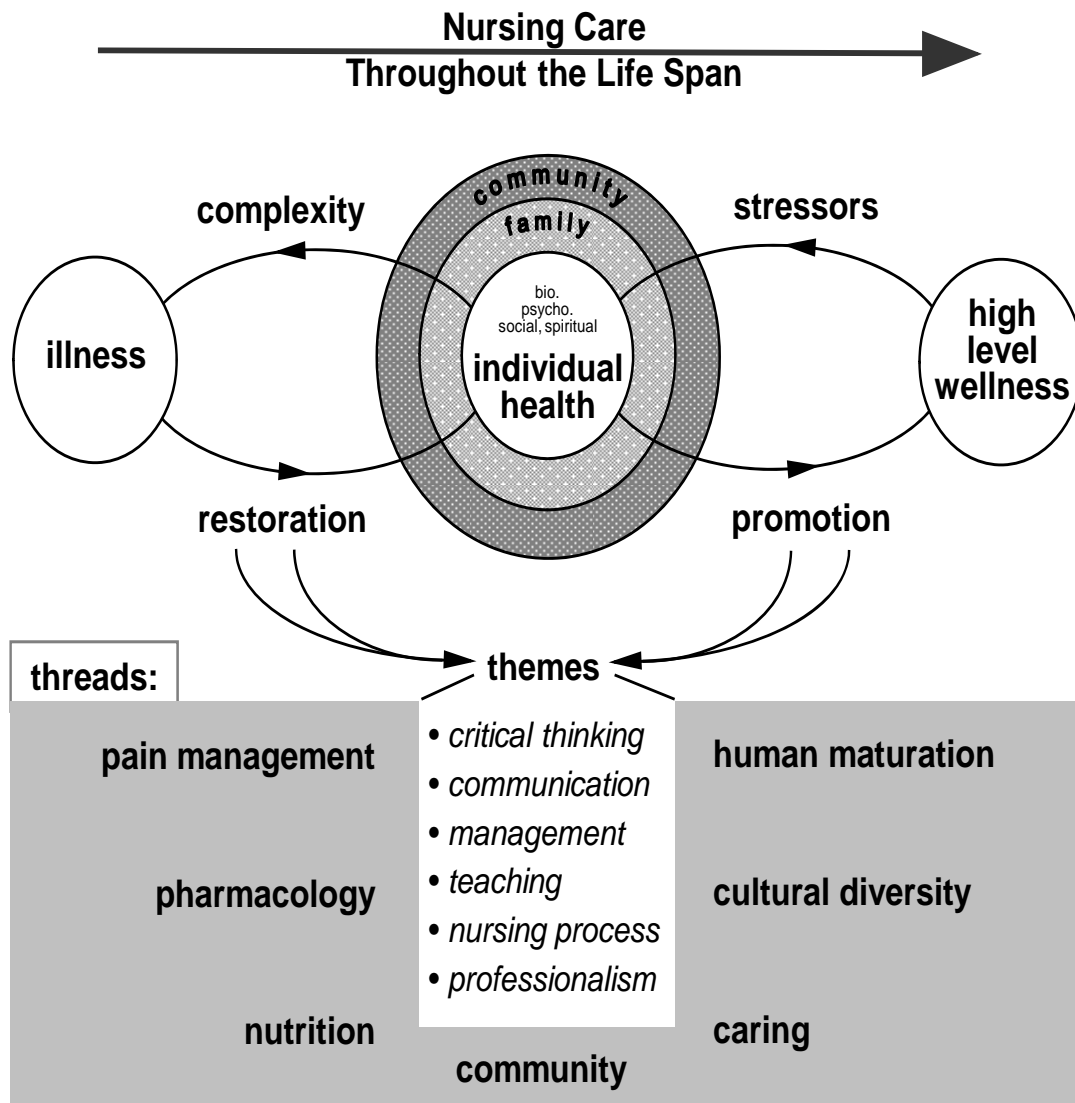 Nursing Care
Throughout the Life Span
community
family
complexity
stressors
bio.
psycho.
social, spiritual
individual
health
illness
high
level
wellness
restoration
promotion
themes
threads:
• critical thinking
• communication
• management
• teaching
• nursing process
• professionalism
pain management
pharmacology
nutrition
human maturation
cultural diversity
caring
community